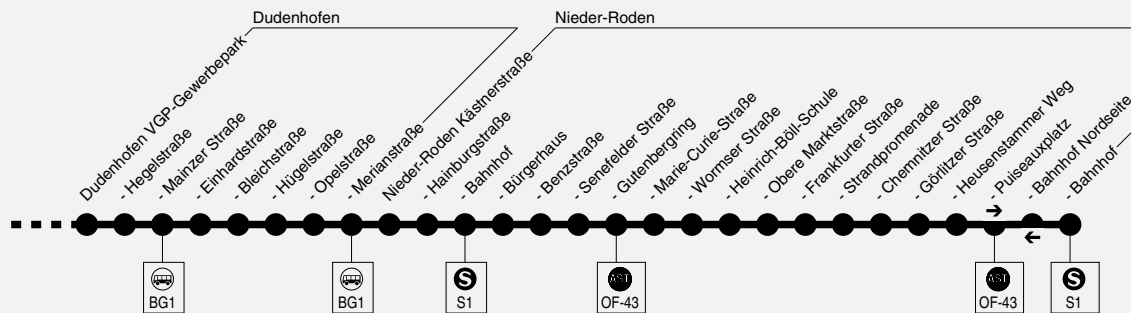 Dudenhofen
Nieder-Roden
Dudenhofen VGP-Gewerbepark
- Hegelstraße
- Mainzer Straße
- Einhardstraße
- Bleichstraße
- Hügelstraße
- Opelstraße
- Merianstraße
Nieder-Roden Kästnerstraße
- Hainburgstraße
- Bahnhof
- Bürgerhaus
- Benzstraße
- Senefelder Straße
- Gutenbergring
- Marie-Curie-Straße
- Wormser Straße
- Heinrich-Böll-Schule
- Obere Marktstraße
- Frankfurter Straße
- Strandpromenade
- Chemnitzer Straße
- Görlitzer Straße
- Heusenstammer Weg
- Puiseauxplatz
- Bahnhof Nordseite
- Bahnhof
BG1
BG1
S
S1
AST
OF-43
AST
OF-43
S
S1